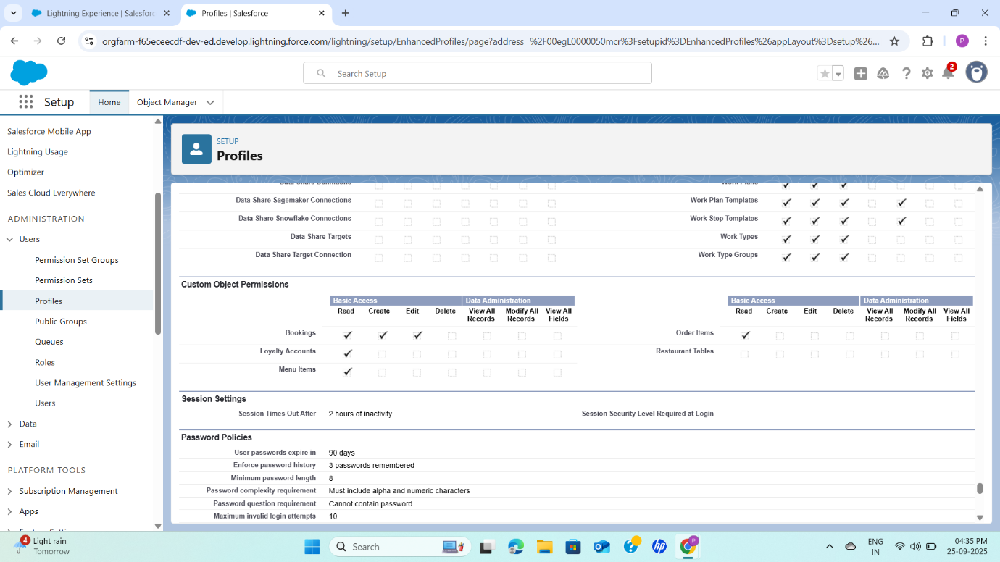 Lightning Experience | Salesforc
Profiles | Salesforce
orgfarm-f65eceecdf-dev-ed.develop.lightning.force.com/lightning/setup/EnhancedProfiles/page?address=%2F00egL0000050mcr%3Fsetupid%3DEnhancedProfiles%26appLayout%3Dsetup%26...
P
Search Setup
2
Setup
Home
Object Manager
Salesforce Mobile App
Lightning Usage
Optimizer
Sales Cloud Everywhere
ADMINISTRATION
Users
Permission Set Groups
Permission Sets
Profiles
Public Groups
Queues
Roles
User Management Settings
Users
Data
Email
PLATFORM TOOLS
Subscription Management
Apps
SETUP
Profiles
Data Share Sagemaker Connections
Work Plan Templates
Data Share Snowflake Connections
Work Step Templates
Data Share Targets
Work Types
Data Share Target Connection
Work Type Groups
Custom Object Permissions
Basic Access Data Administration
Basic Access Data Administration
Read Create Edit Delete View All Records Modify All Records View All Fields
Read Create Edit Delete View All Records Modify All Records View All Fields
Bookings
Order Items
Loyalty Accounts
Restaurant Tables
Menu Items
Session Settings
Session Times Out After 2 hours of inactivity
Session Security Level Required at Login
Password Policies
User passwords expire in 90 days
Enforce password history 3 passwords remembered
Minimum password length 8
Password complexity requirement Must include alpha and numeric characters
Password question requirement Cannot contain password
Maximum invalid login attempts 10
4
Light rain
Tomorrow
Search
hp
P
ENG
IN
04:35 PM
25-09-2025